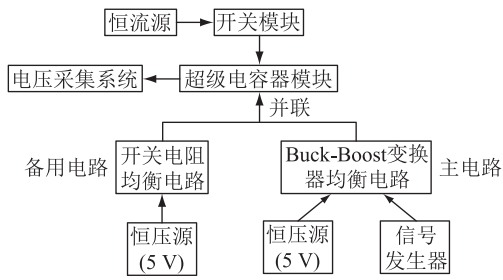 恒流源
开关模块
电压采集系统
超级电容器模块
并联
备用电路
开关电阻
均衡电路
Buck-Boost变换
器均衡电路
主电路
恒压源
(5 V)
恒压源
(5 V)
信号
发生器